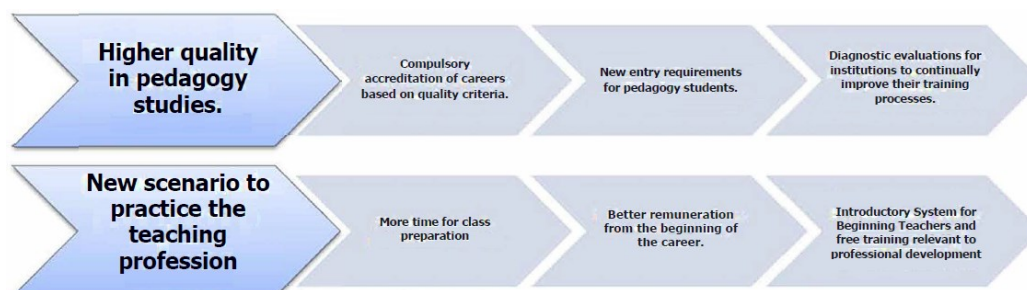 Higher quality
in pedagogy
studies.
Compulsory
accreditation of careers
based on quality criteria.
New entry requirements
for pedagogy students.
Diagnostic evaluations for
institutions to continually
improve their training
processes.
New scenario to
practice the
teaching
profession
More time for class
preparation
Better remuneration
from the beginning of
the career.
Introductory System for
Beginning Teachers and
free training relevant to
professional development